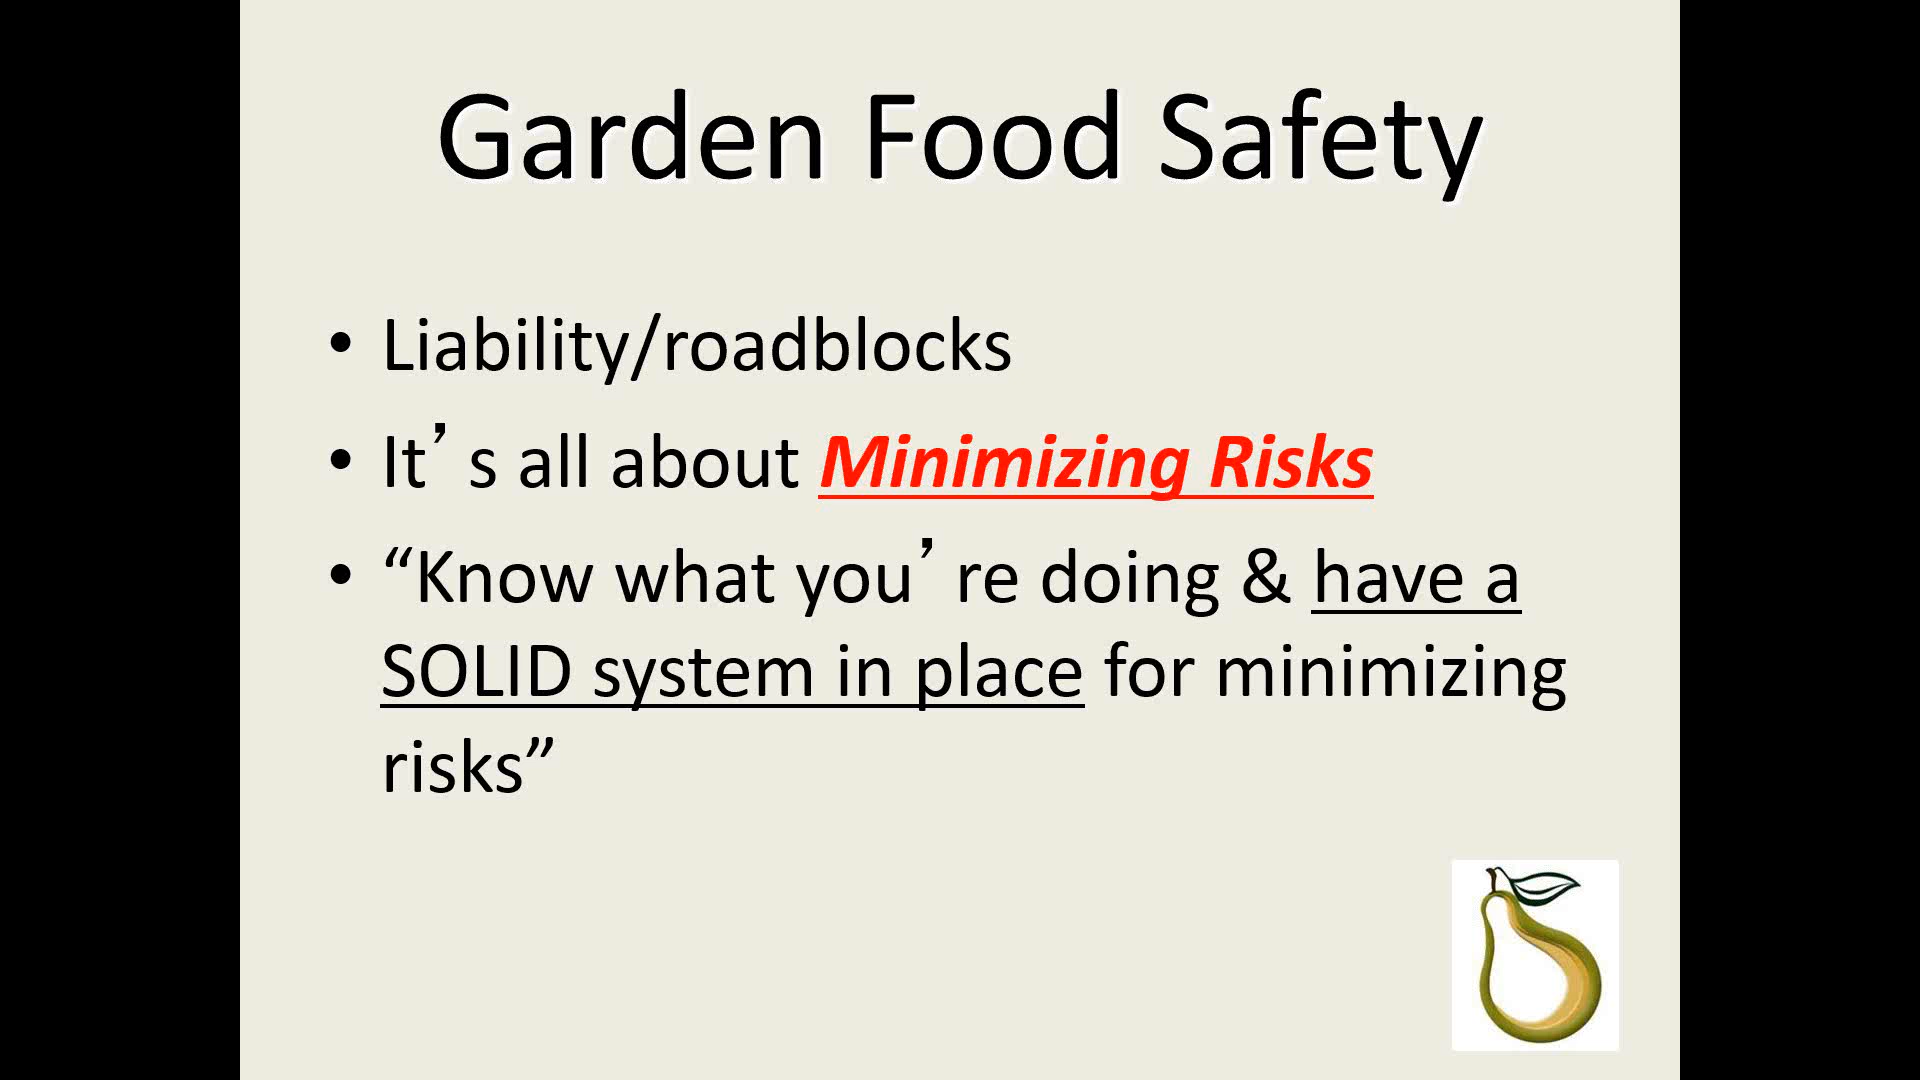 Garden Food Safety
• Liability/roadblocks
• It’s all about Minimizing Risks
• “Know what you’re doing & have a
SOLID system in place for minimizing
risks”